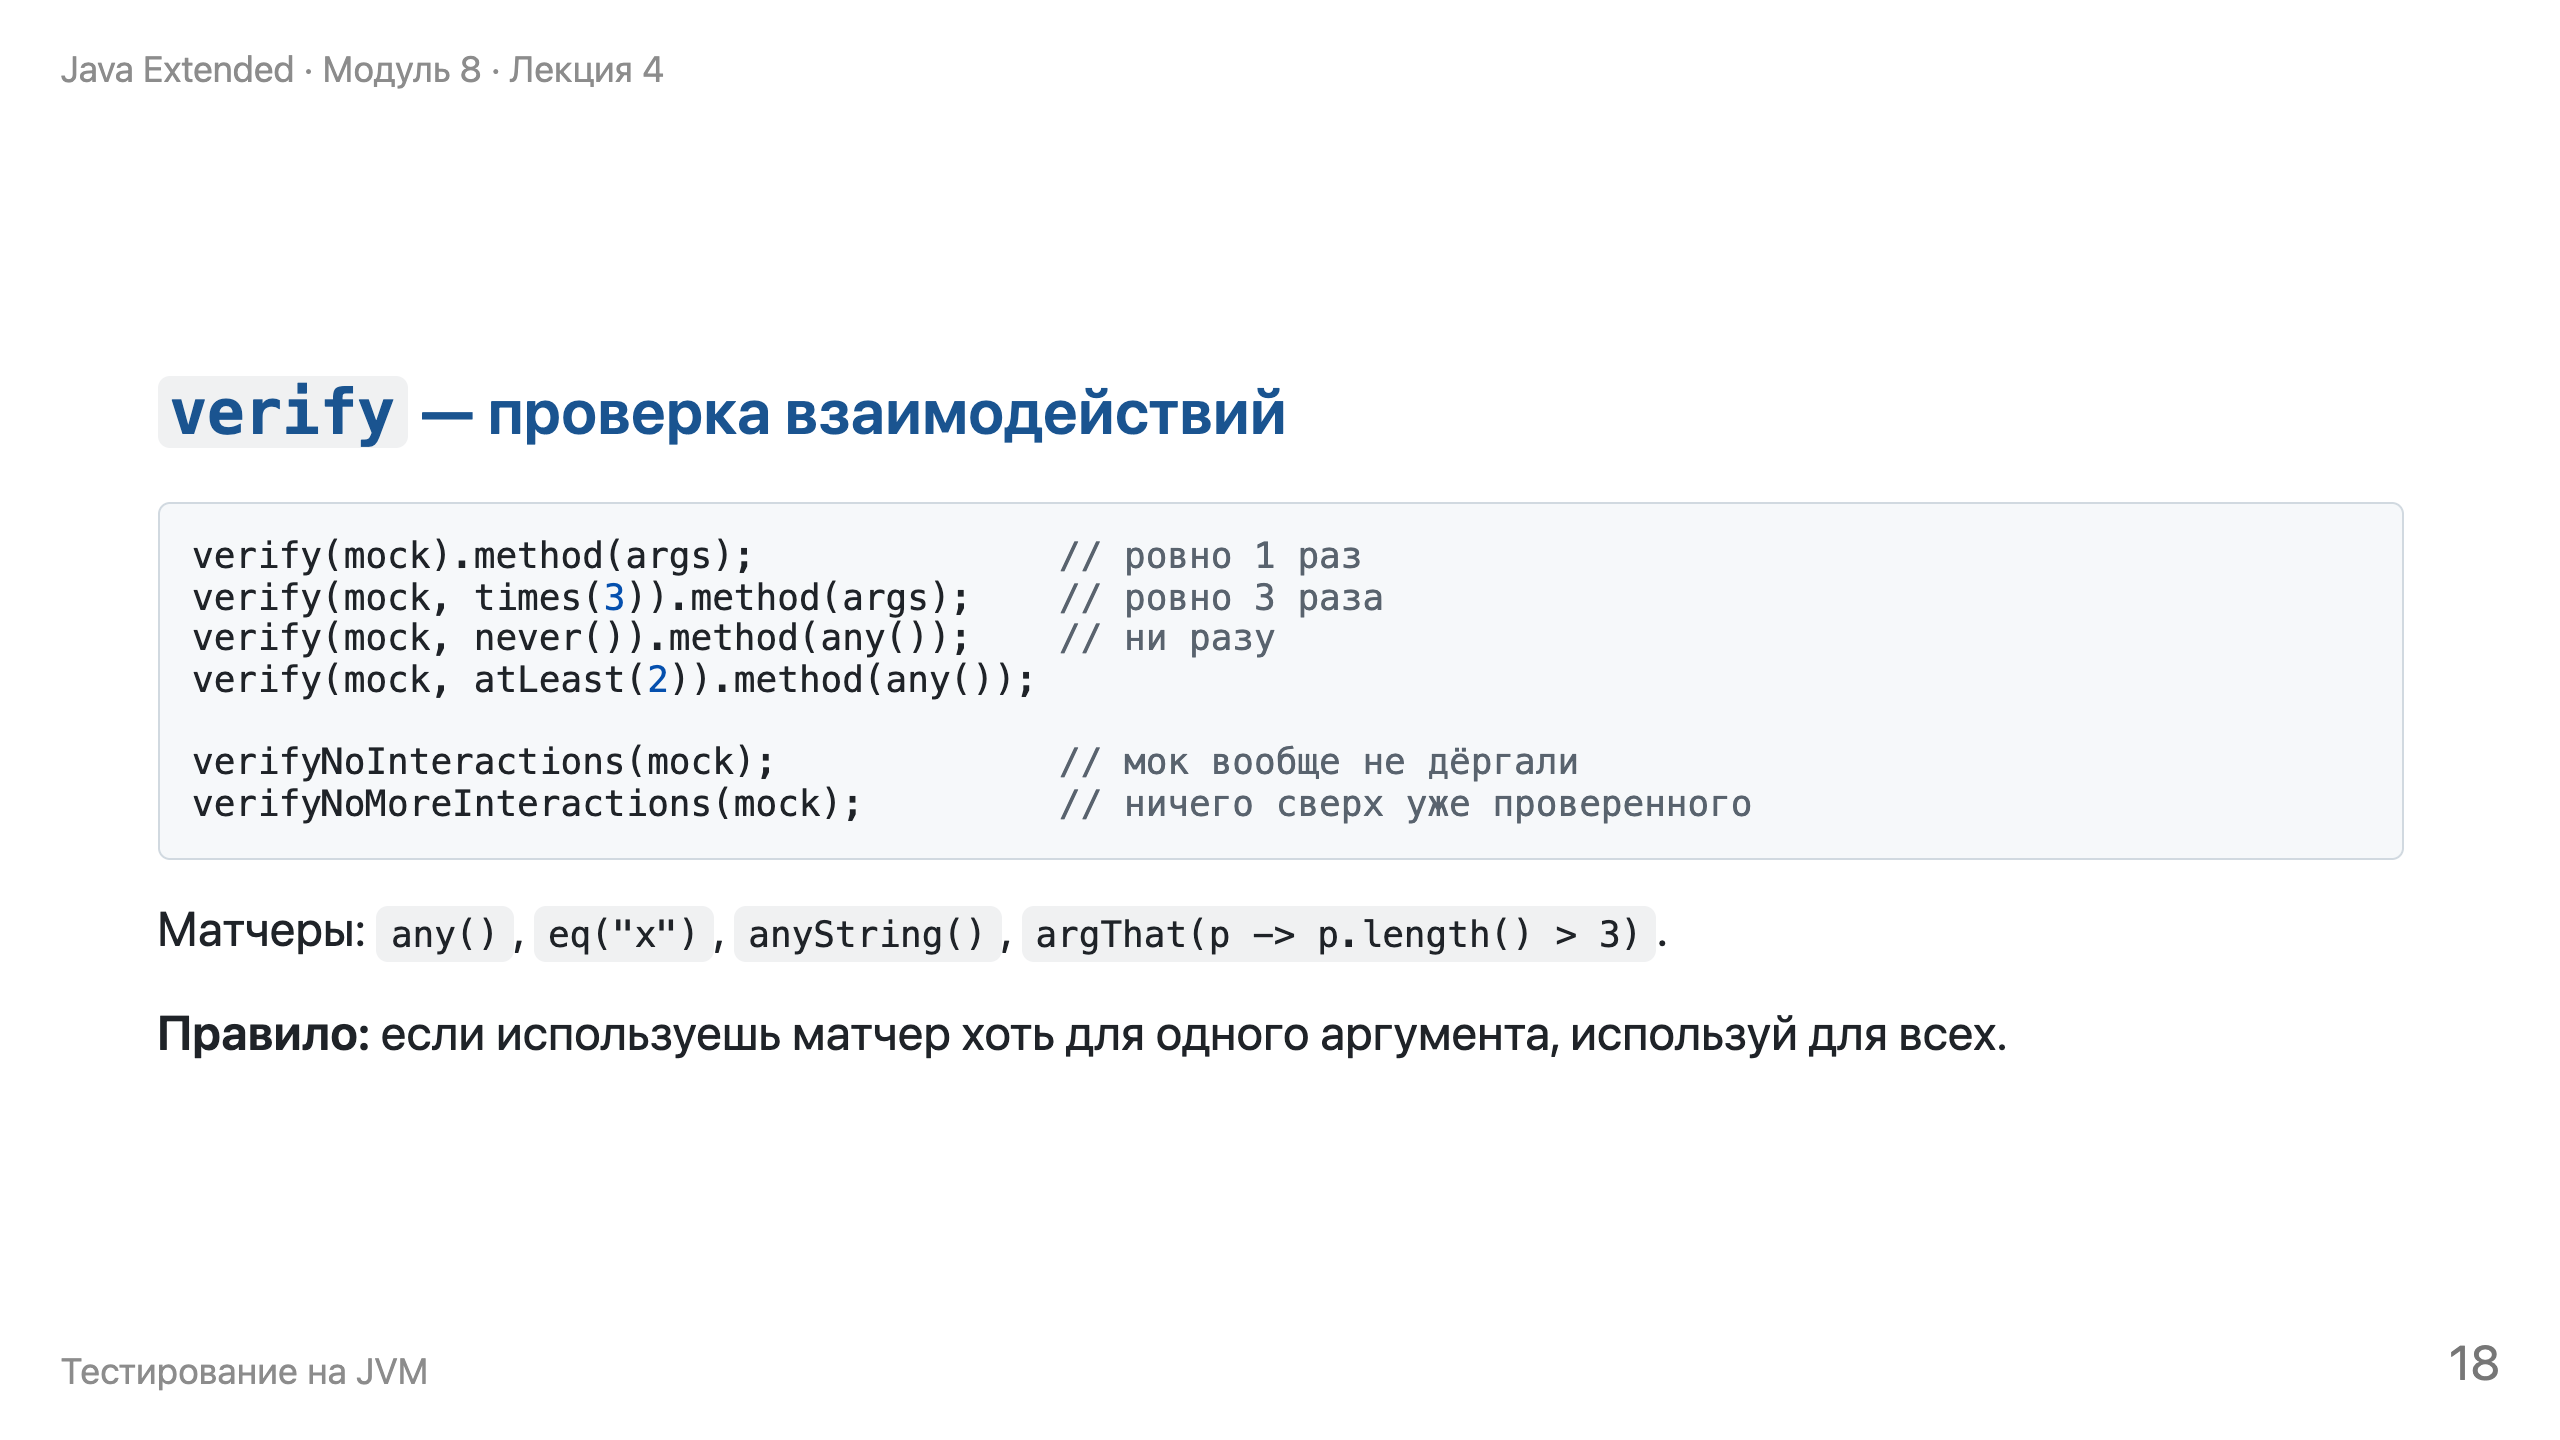 Java Extended · Модуль 8 · Лекция 4
verify — проверка взаимодействий
verify(mock).method(args);              // ровно 1 раз
verify(mock, times(3)).method(args);    // ровно 3 раза
verify(mock, never()).method(any());    // ни разу
verify(mock, atLeast(2)).method(any());
verifyNoInteractions(mock);             // мок вообще не дёргали
verifyNoMoreInteractions(mock);         // ничего сверх уже проверенного
Матчеры: any(), eq("x"), anyString(), argThat(p -> p.length() > 3).
Правило: если используешь матчер хоть для одного аргумента, используй для всех.
Тестирование на JVM
18